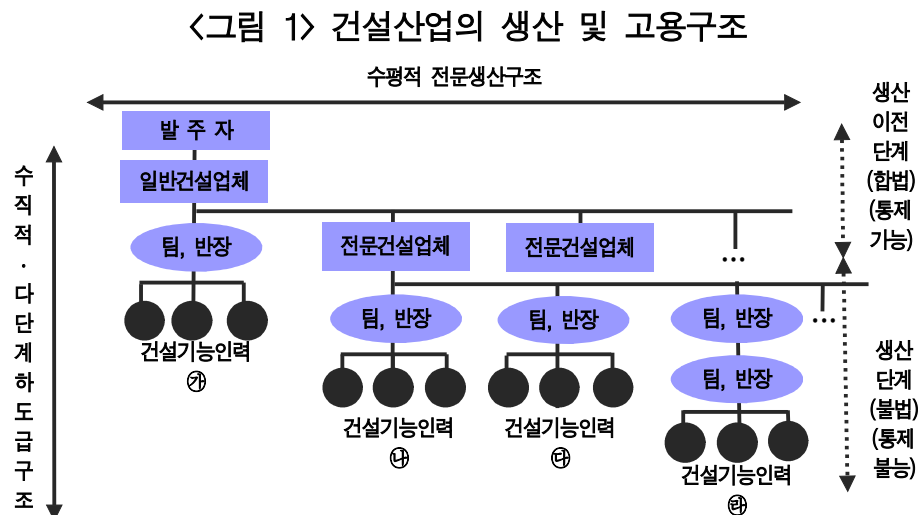 <그림 1> 건설산업의 생산 및 고용구조
수평적 전문생산구조
수직적·다단계하도급구조
발 주 자
일반건설업체
팀, 반장
건설기능인력
㉮
전문건설업체
전문건설업체
...
팀, 반장
팀, 반장
팀, 반장
...
팀, 반장
건설기능인력
㉯
건설기능인력
㉰
건설기능인력
㉱
생산
이전
단계
(합법)
(통제
가능)
생산
단계
(불법)
(통제
불능)